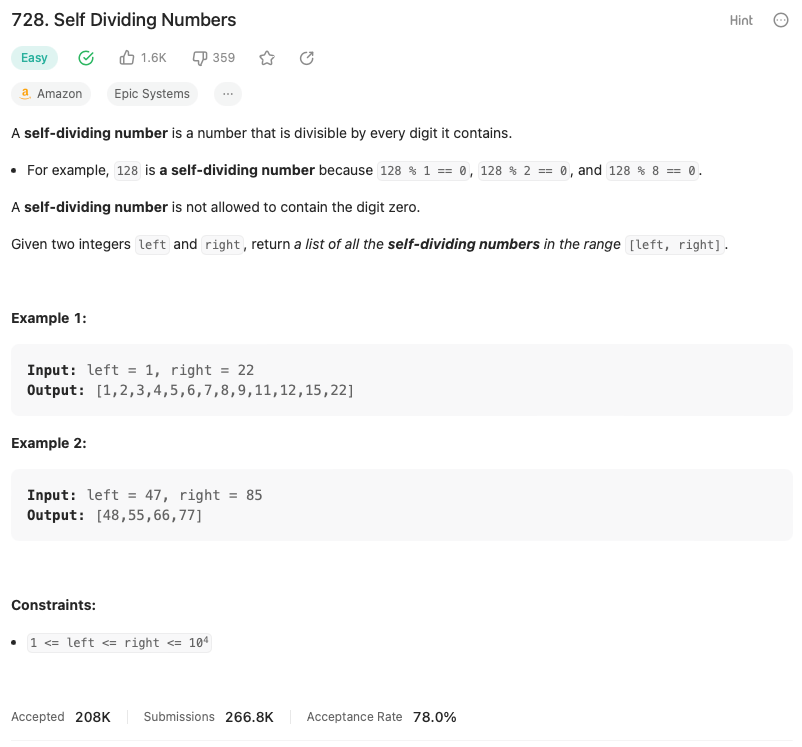 728. Self Dividing Numbers
Hint
Easy 1.6K 359
a Amazon Epic Systems ...
A self-dividing number is a number that is divisible by every digit it contains.
• For example, 128 is a self-dividing number because 128 % 1 == 0, 128 % 2 == 0, and 128 % 8 == 0.
A self-dividing number is not allowed to contain the digit zero.
Given two integers left and right, return a list of all the self-dividing numbers in the range [left, right].
Example 1:
Input: left = 1, right = 22
Output: [1,2,3,4,5,6,7,8,9,11,12,15,22]
Example 2:
Input: left = 47, right = 85
Output: [48,55,66,77]
Constraints:
• 1 <= left <= right <= 10⁴
Accepted 208K Submissions 266.8K Acceptance Rate 78.0%